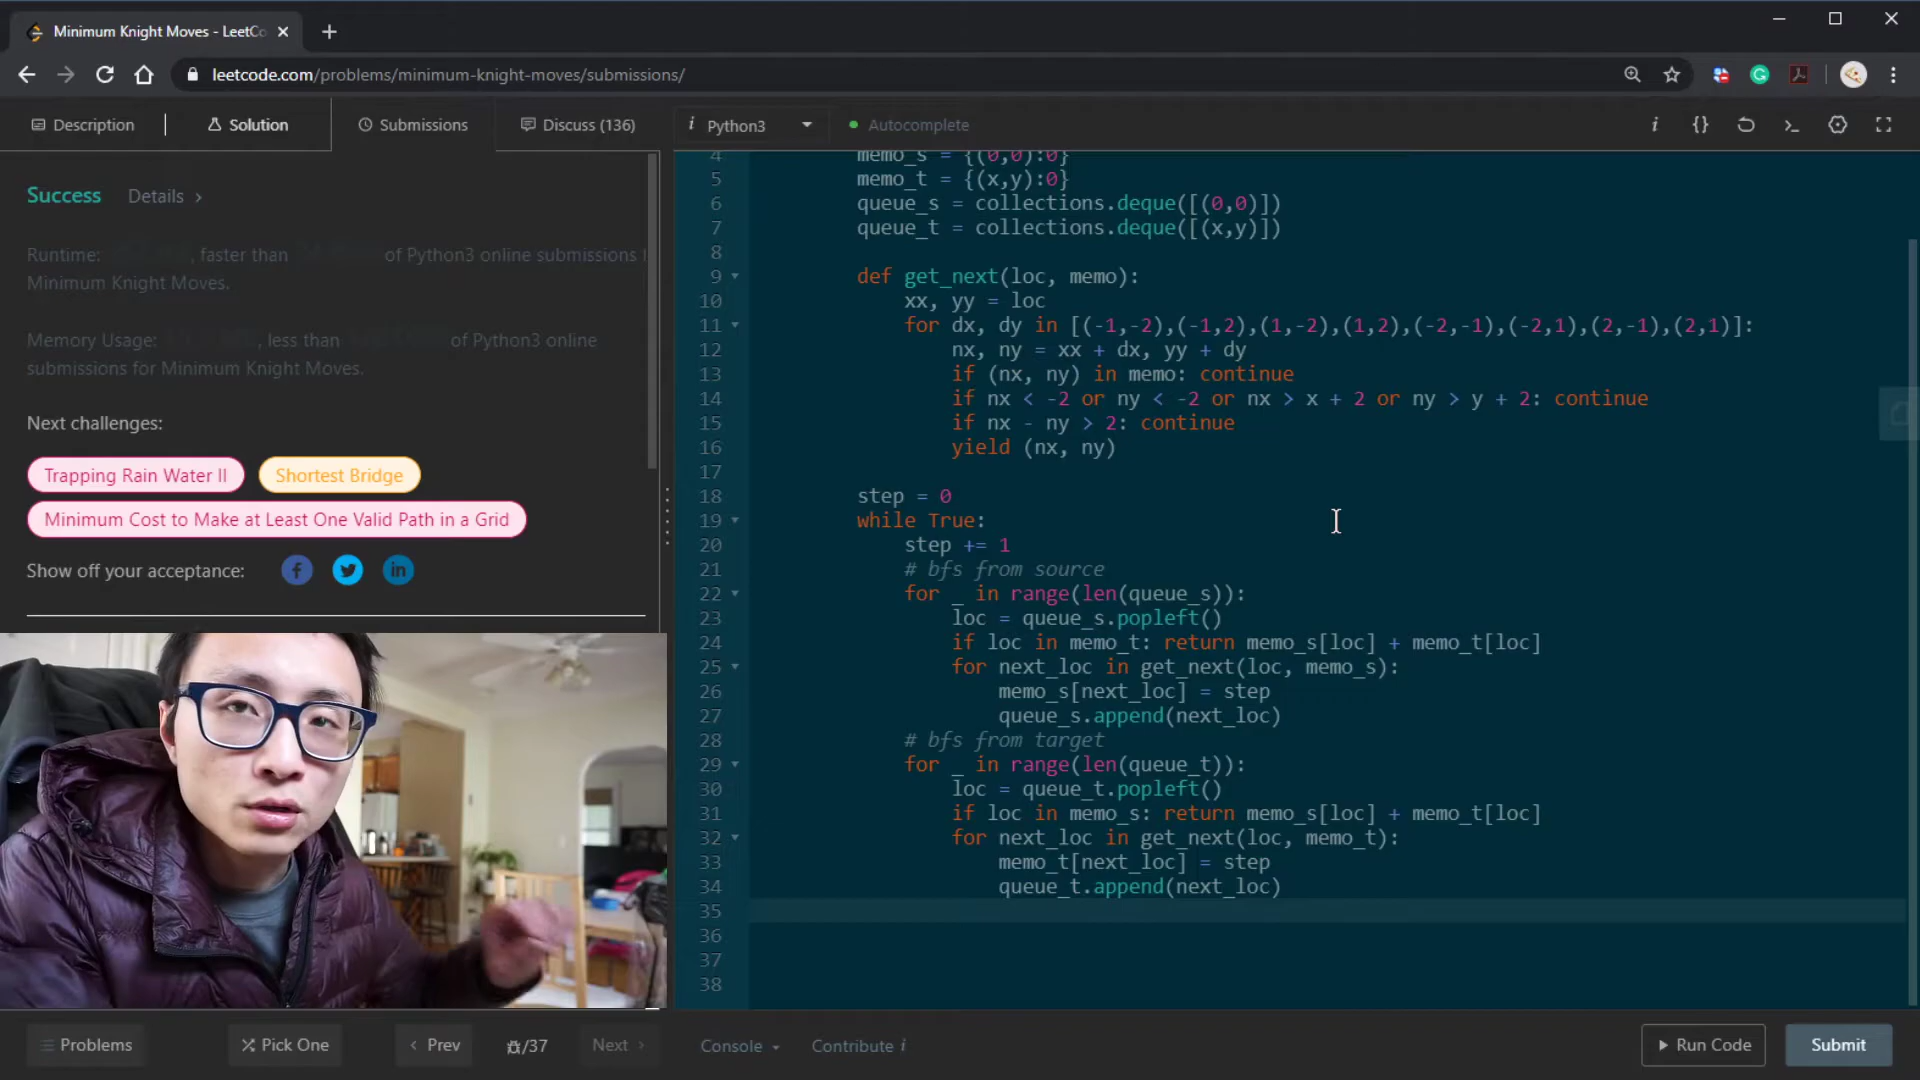 Minimum Knight Moves - LeetCo
leetcode.com/problems/minimum-knight-moves/submissions/
Description
Solution
Submissions
Discuss (136)
i Python3
Autocomplete
i {}
Success Details >
Runtime: , faster than of Python3 online submissions f
Minimum Knight Moves.
Memory Usage: , less than of Python3 online
submissions for Minimum Knight Moves.
Next challenges:
Trapping Rain Water II Shortest Bridge
Minimum Cost to Make at Least One Valid Path in a Grid
Show off your acceptance: f in
4 memo_s = {(0,0):0}
5 memo_t = {(x,y):0}
6 queue_s = collections.deque([(0,0)])
7 queue_t = collections.deque([(x,y)])
8
9 def get_next(loc, memo):
10 xx, yy = loc
11 for dx, dy in [(-1,-2),(-1,2),(1,-2),(1,2),(-2,-1),(-2,1),(2,-1),(2,1)]:
12 nx, ny = xx + dx, yy + dy
13 if (nx, ny) in memo: continue
14 if nx < -2 or ny < -2 or nx > x + 2 or ny > y + 2: continue
15 if nx - ny > 2: continue
16 yield (nx, ny)
17
18 step = 0
19 while True:
20 step += 1
21 # bfs from source
22 for _ in range(len(queue_s)):
23 loc = queue_s.popleft()
24 if loc in memo_t: return memo_s[loc] + memo_t[loc]
25 for next_loc in get_next(loc, memo_s):
26 memo_s[next_loc] = step
27 queue_s.append(next_loc)
28 # bfs from target
29 for _ in range(len(queue_t)):
30 loc = queue_t.popleft()
31 if loc in memo_s: return memo_s[loc] + memo_t[loc]
32 for next_loc in get_next(loc, memo_t):
33 memo_t[next_loc] = step
34 queue_t.append(next_loc)
35
36
37
38
Problems
Pick One
< Prev
/37
Next >
Console
Contribute i
Run Code
Submit